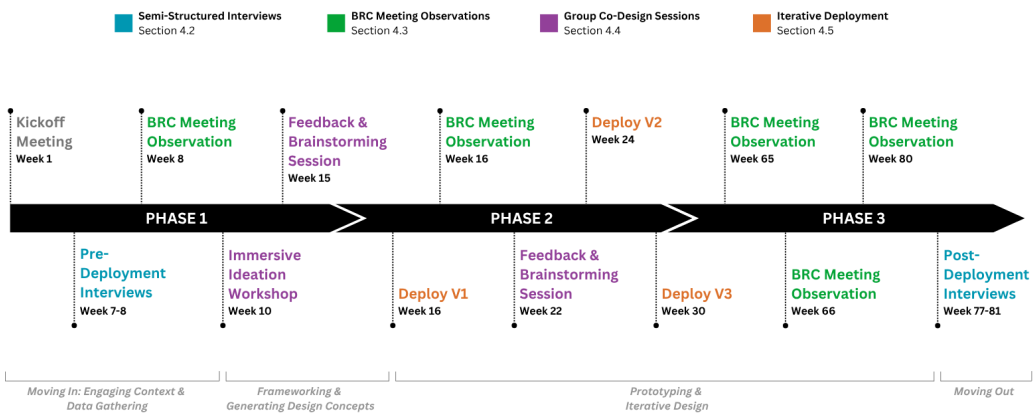 Semi-Structured Interviews
Section 4.2
BRC Meeting Observations
Section 4.3
Group Co-Design Sessions
Section 4.4
Iterative Deployment
Section 4.5
Kickoff
Meeting
Week 1
BRC Meeting
Observation
Week 8
Feedback &
Brainstorming
Session
Week 15
BRC Meeting
Observation
Week 16
Deploy V2
Week 24
BRC Meeting
Observation
Week 65
BRC Meeting
Observation
Week 80
PHASE 1
PHASE 2
PHASE 3
Pre-
Deployment
Interviews
Week 7-8
Immersive
Ideation
Workshop
Week 10
Deploy V1
Week 16
Feedback &
Brainstorming
Session
Week 22
Deploy V3
Week 30
BRC Meeting
Observation
Week 66
Post-
Deployment
Interviews
Week 77-81
Moving In: Engaging Context &
Data Gathering
Frameworking &
Generating Design Concepts
Prototyping &
Iterative Design
Moving Out